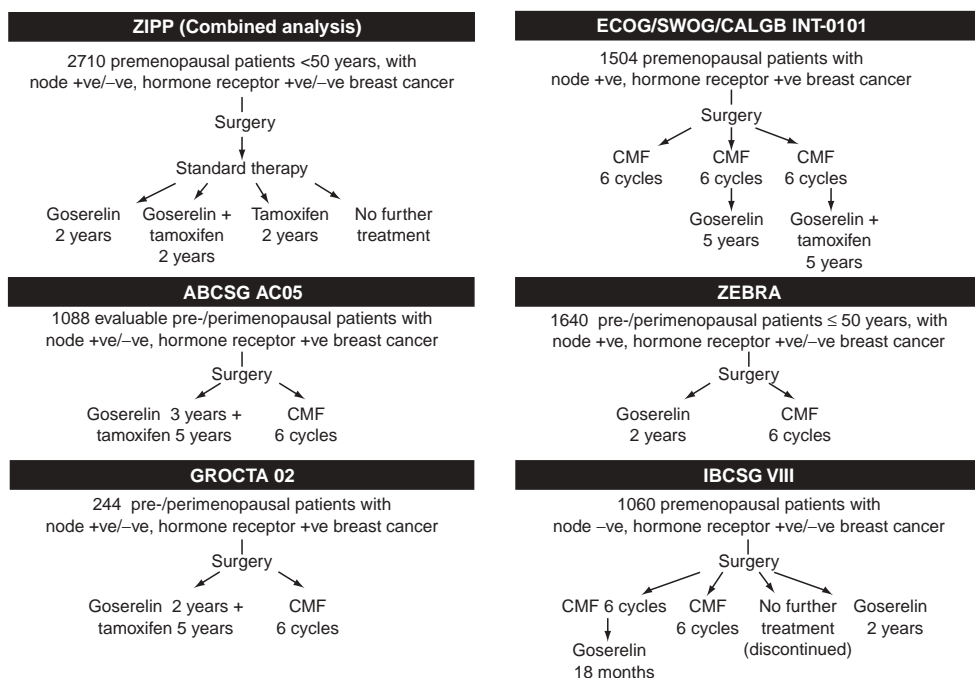 ZIPP (Combined analysis)
2710 premenopausal patients <50 years, with
node +ve/–ve, hormone receptor +ve/–ve breast cancer
Surgery
Standard therapy
Goserelin
2 years
Goserelin +
tamoxifen
2 years
Tamoxifen
2 years
No further
treatment
ECOG/SWOG/CALGB INT-0101
1504 premenopausal patients with
node +ve, hormone receptor +ve breast cancer
Surgery
CMF
6 cycles
CMF
6 cycles
CMF
6 cycles
Goserelin
5 years
Goserelin +
tamoxifen
5 years
ABCSG AC05
1088 evaluable pre-/perimenopausal patients with
node +ve/–ve, hormone receptor +ve breast cancer
Surgery
Goserelin 3 years +
tamoxifen 5 years
CMF
6 cycles
ZEBRA
1640 pre-/perimenopausal patients ≤ 50 years, with
node +ve, hormone receptor +ve/–ve breast cancer
Surgery
Goserelin
2 years
CMF
6 cycles
GROCTA 02
244 pre-/perimenopausal patients with
node +ve/–ve, hormone receptor +ve breast cancer
Surgery
Goserelin 2 years +
tamoxifen 5 years
CMF
6 cycles
IBCSG VIII
1060 premenopausal patients with
node –ve, hormone receptor +ve/–ve breast cancer
Surgery
CMF 6 cycles
Goserelin
18 months
CMF
6 cycles
No further
treatment
(discontinued)
Goserelin
2 years